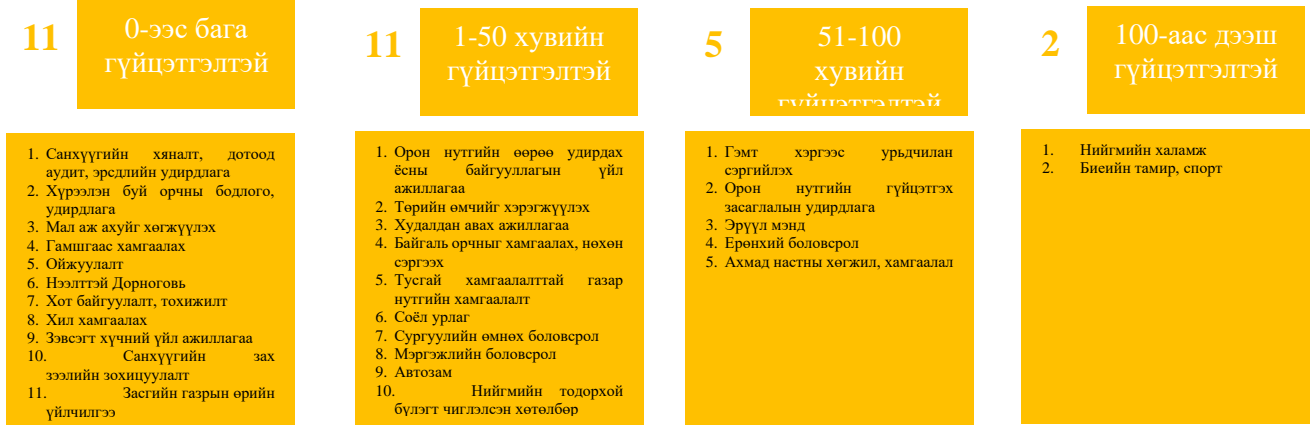 11
0-ээс бага
гүйцэтгэлтэй
11
1-50 хувийн
гүйцэтгэлтэй
5
51-100
хувийн
гүйцэтгэлтэй
2
100-аас дээш
гүйцэтгэлтэй
1. Санхүүгийн хяналт, дотоод
аудит, эрсдлийн удирдлага
2. Хүрээлэн буй орчны бодлого,
удирдлага
3. Мал аж ахуйг хөгжүүлэх
4. Гамшгаас хамгаалах
5. Ойжуулалт
6. Нээлттэй Дорноговь
7. Хот байгуулалт, тохижилт
8. Хил хамгаалах
9. Зэвсэгт хүчний үйл ажиллагаа
10. Санхүүгийн зах
зээлийн зохицуулалт
11. Засгийн газрын өрийн
үйлчилгээ
1. Орон нутгийн өөрөө удирдах
ёсны байгууллагын үйл
ажиллагаа
2. Төрийн өмчийг хэрэгжүүлэх
3. Худалдан авах ажиллагаа
4. Байгаль орчныг хамгаалах, нөхөн
сэргээх
5. Тусгай хамгаалалттай газар
нутгийн хамгаалалт
6. Соёл урлаг
7. Сургуулийн өмнөх боловсрол
8. Мэргэжлийн боловсрол
9. Автозам
10. Нийгмийн тодорхой
бүлэгт чиглэлсэн хөтөлбөр
1. Гэмт хэргээс урьдчилан
сэргийлэх
2. Орон нутгийн гүйцэтгэх
засаглалын удирдлага
3. Эрүүл мэнд
4. Ерөнхий боловсрол
5. Ахмад настны хөгжил, хамгаалал
1. Нийгмийн халамж
2. Биеийн тамир, спорт